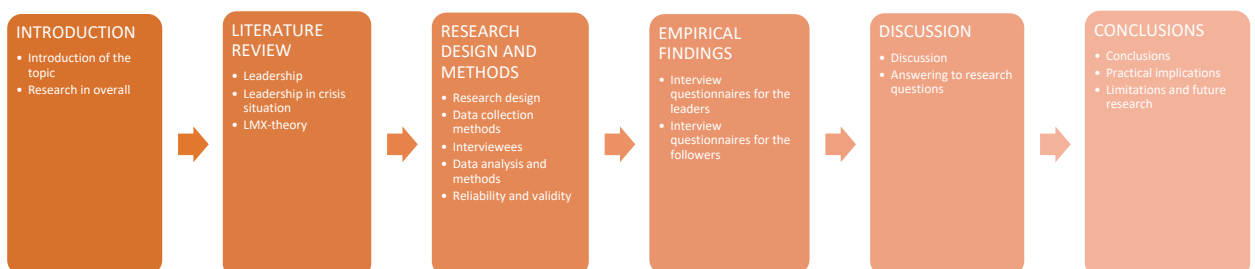 INTRODUCTION
• Introduction of the
topic
• Research in overall
LITERATURE
REVIEW
• Leadership
• Leadership in crisis
situation
• LMX-theory
RESEARCH
DESIGN AND
METHODS
• Research design
• Data collection
methods
• Interviewees
• Data analysis and
methods
• Reliability and validity
EMPIRICAL
FINDINGS
• Interview
questionnaires for the
leaders
• Interview
questionnaires for the
followers
DISCUSSION
• Discussion
• Answering to research
questions
CONCLUSIONS
• Conclusions
• Practical implications
• Limitations and future
research